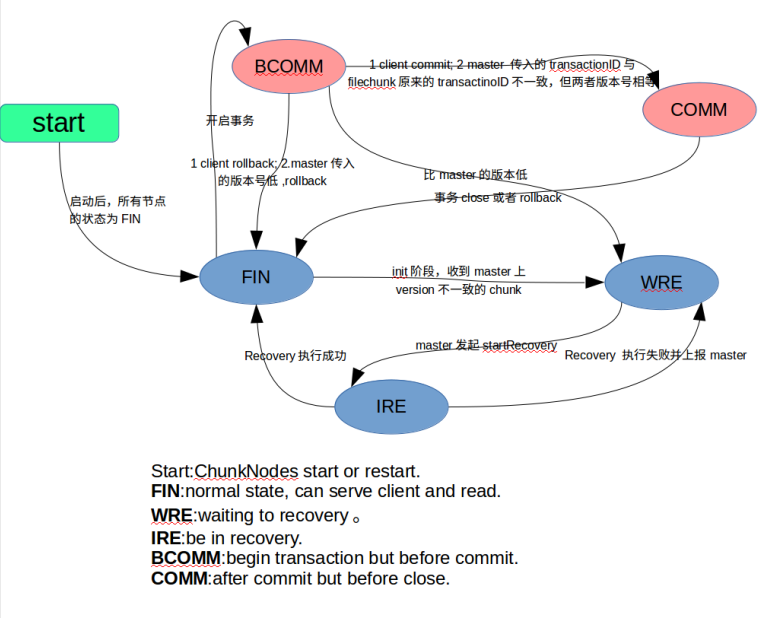 BCOMM
1 client commit; 2 master 传入的 transactionID 与
filechunk 原来的 transactinoID 不一致，但两者版本号相等
COMM
start
开启事务
1 client rollback; 2.master 传入
的版本号低 ,rollback
比 master 的版本低
事务 close 或者 rollback
启动后，所有节点
的状态为 FIN
FIN
init 阶段，收到 master 上
version 不一致的 chunk
WRE
Recovery 执行成功
master 发起 startRecovery
Recovery 执行失败并上报 master
IRE
Start:ChunkNodes start or restart.
FIN:normal state, can serve client and read.
WRE:waiting to recovery 。
IRE:be in recovery.
BCOMM:begin transaction but before commit.
COMM:after commit but before close.